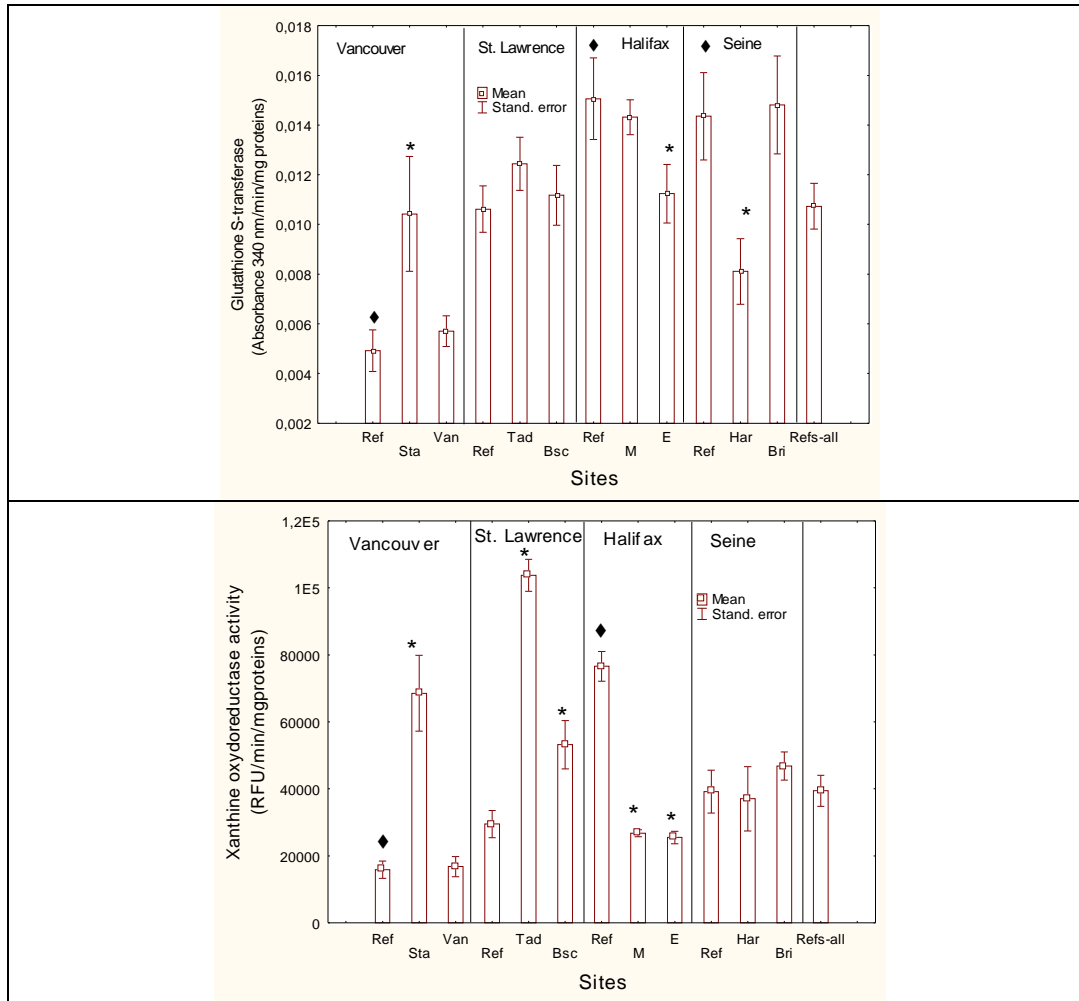 Glutathione S-transferase
(Absorbance 340 nm/min/mg proteins)
0,018
0,016
0,014
0,012
0,010
0,008
0,006
0,004
0,002
Vancouver
St. Lawrence
♦ Halifax
♦ Seine
Mean
Stand. error
*
*
*
♦
Ref
Sta
Van
Ref
Tad
Bsc
Ref
M
E
Ref
Har
Bri
Refs-all
Sites
Xanthine oxydoreductase activity
(RFU/min/mgproteins)
1,2E5
1E5
80000
60000
40000
20000
0
Vancouver
St. Lawrence
Halifax
Seine
Mean
Stand. error
*
*
*
♦
*
*
♦
Ref
Sta
Van
Ref
Tad
Bsc
Ref
M
E
Ref
Har
Bri
Refs-all
Sites